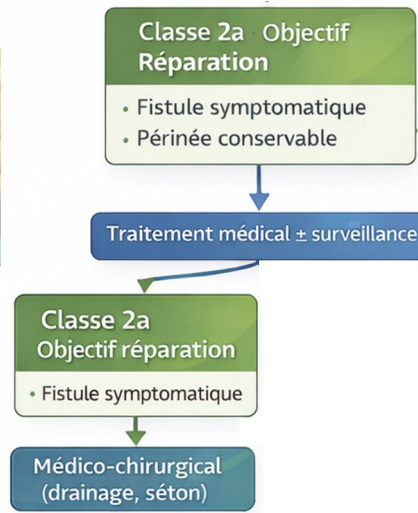 Classe 2a Objectif
Réparation
• Fistule symptomatique
• Périnée conservable
Traitement médical ± surveillance
Classe 2a
Objectif réparation
• Fistule symptomatique
Médico-chirurgical
(drainage, séton)